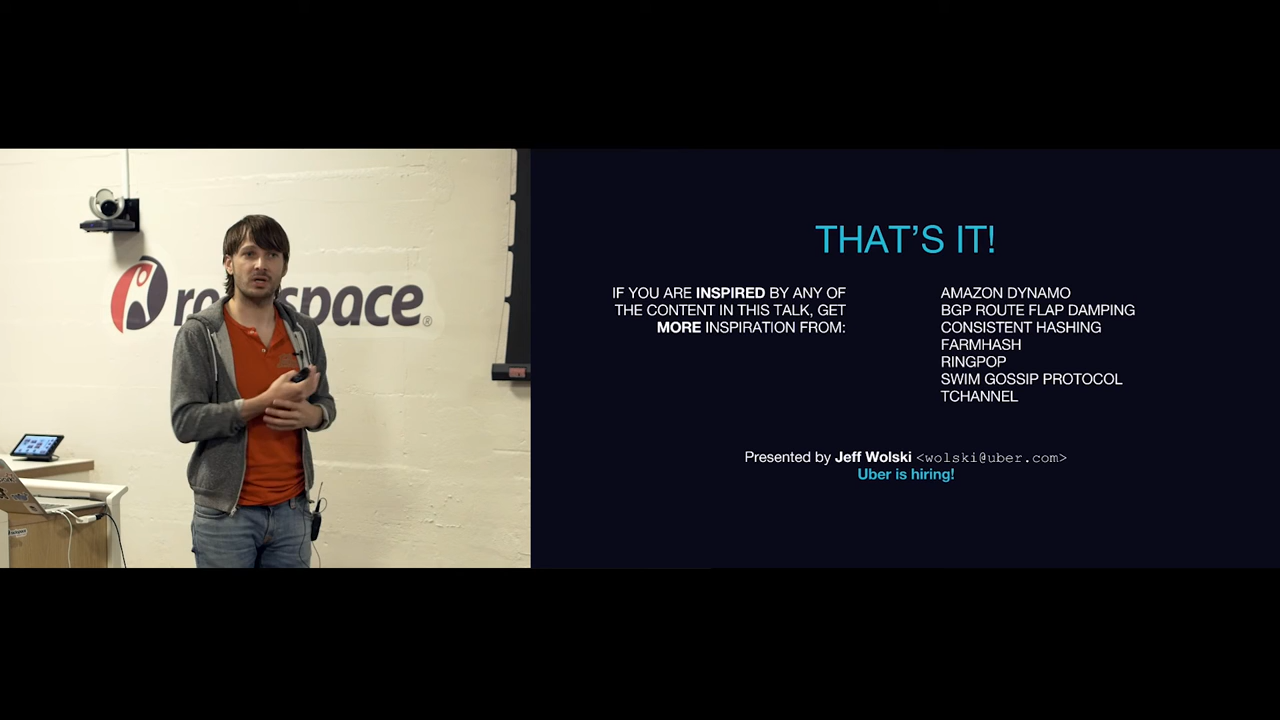 THAT'S IT!
IF YOU ARE INSPIRED BY ANY OF
THE CONTENT IN THIS TALK, GET
MORE INSPIRATION FROM:
AMAZON DYNAMO
BGP ROUTE FLAP DAMPING
CONSISTENT HASHING
FARMHASH
RINGPOP
SWIM GOSSIP PROTOCOL
TCHANNEL
Presented by Jeff Wolski <wolski@uber.com>
Uber is hiring!